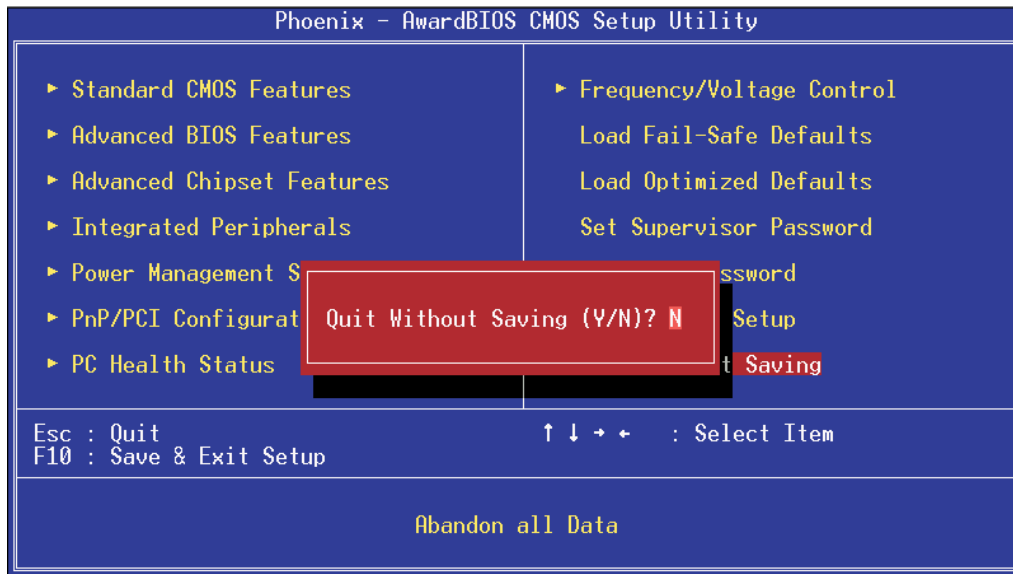 Phoenix - AwardBIOS CMOS Setup Utility
► Standard CMOS Features
► Advanced BIOS Features
► Advanced Chipset Features
► Integrated Peripherals
► Power Management S
► PnP/PCI Configurat
► PC Health Status
► Frequency/Voltage Control
Load Fail-Safe Defaults
Load Optimized Defaults
Set Supervisor Password
ssword
Setup
t Saving
Quit Without Saving (Y/N)? N
Esc : Quit
F10 : Save & Exit Setup
↑ ↓ → ← : Select Item
Abandon all Data